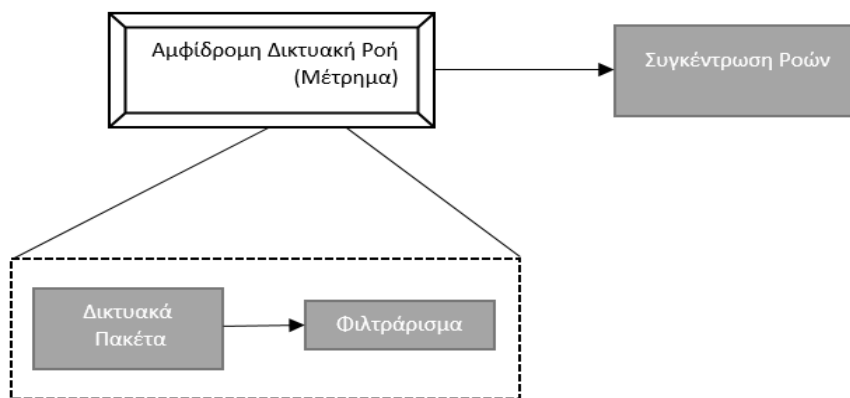 Αμφίδρομη Δικτυακή Ροή
(Μέτρημα)
Συγκέντρωση Ροών
Δικτυακά
Πακέτα
Φιλτράρισμα